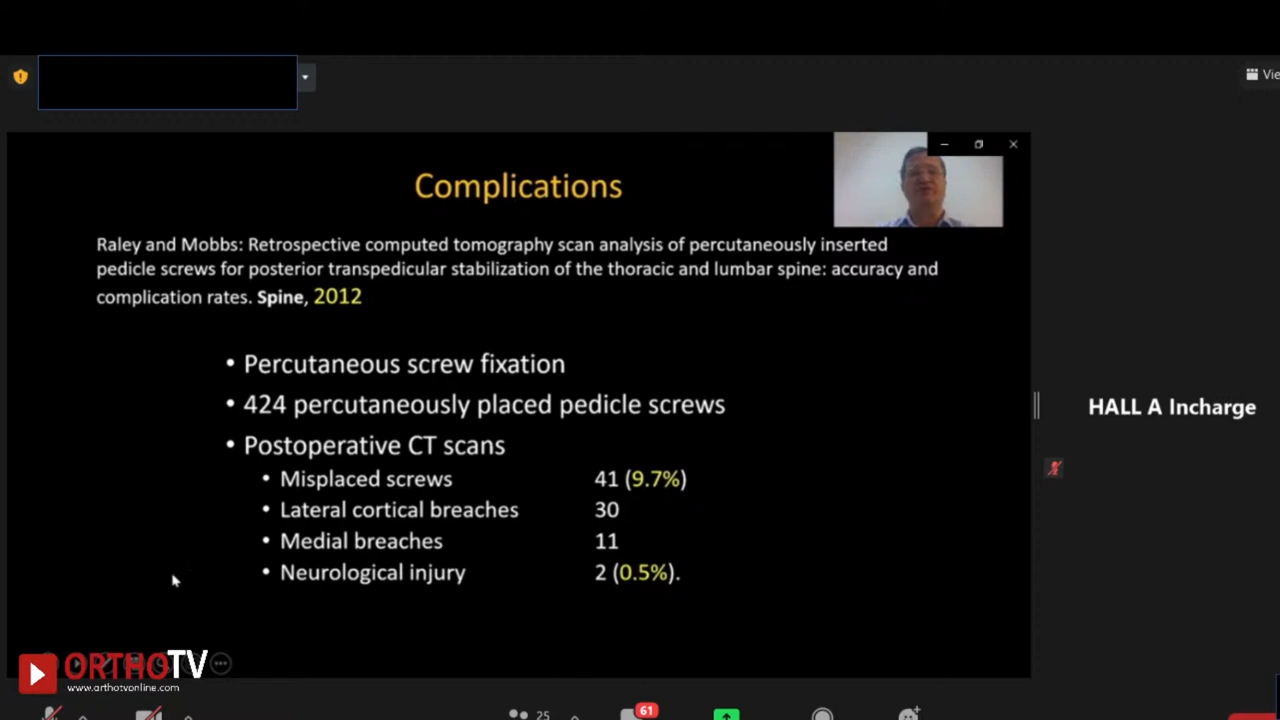 Vie
Complications
Raley and Mobbs: Retrospective computed tomography scan analysis of percutaneously inserted
pedicle screws for posterior transpedicular stabilization of the thoracic and lumbar spine: accuracy and
complication rates. Spine, 2012
• Percutaneous screw fixation
• 424 percutaneously placed pedicle screws
• Postoperative CT scans
• Misplaced screws 41 (9.7%)
• Lateral cortical breaches 30
• Medial breaches 11
• Neurological injury 2 (0.5%).
HALL A Incharge
ORTHOTV
www.orthotvonline.com
25
61